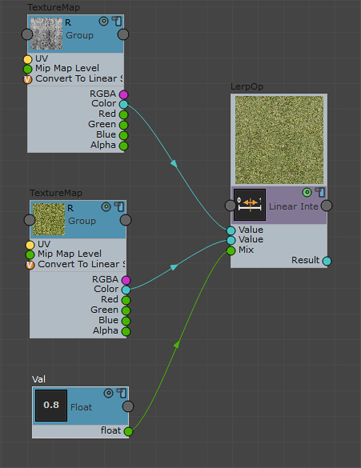 TextureMap
R
Group
UV
Mip Map Level
Convert To Linear S
RGBA
Color
Red
Green
Blue
Alpha
LerpOp
Linear Inte
Value
Value
Mix
Result
TextureMap
R
Group
UV
Mip Map Level
Convert To Linear S
RGBA
Color
Red
Green
Blue
Alpha
Val
0.8 Float
float